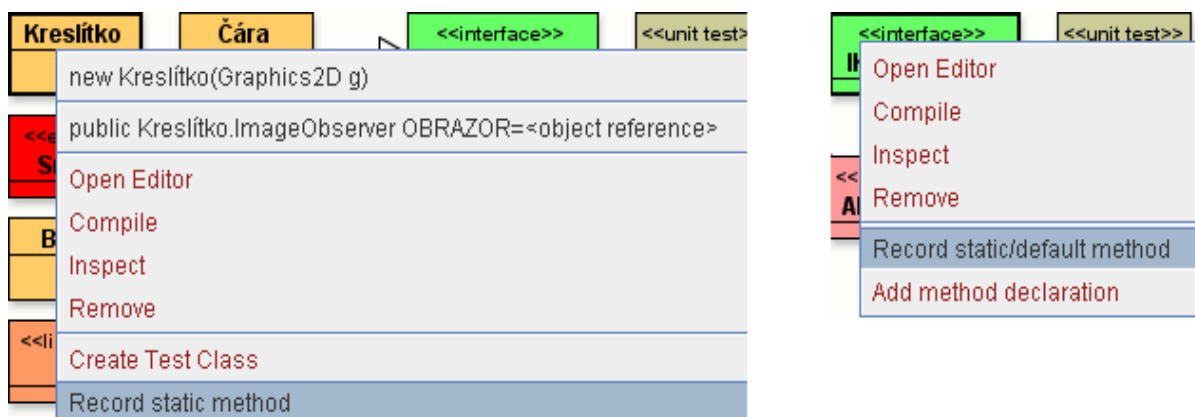 Kreslítko
Čára
<<interface>>
<<unit test>
new Kreslítko(Graphics2D g)
public Kreslítko.ImageObserver OBRAZOR=<object reference>
<<e
Open Editor
Compile
B
Inspect
Remove
<<li
Create Test Class
Record static method
<<interface>>
<<unit test>>
Open Editor
Compile
Inspect
<<
Remove
Record static/default method
Add method declaration